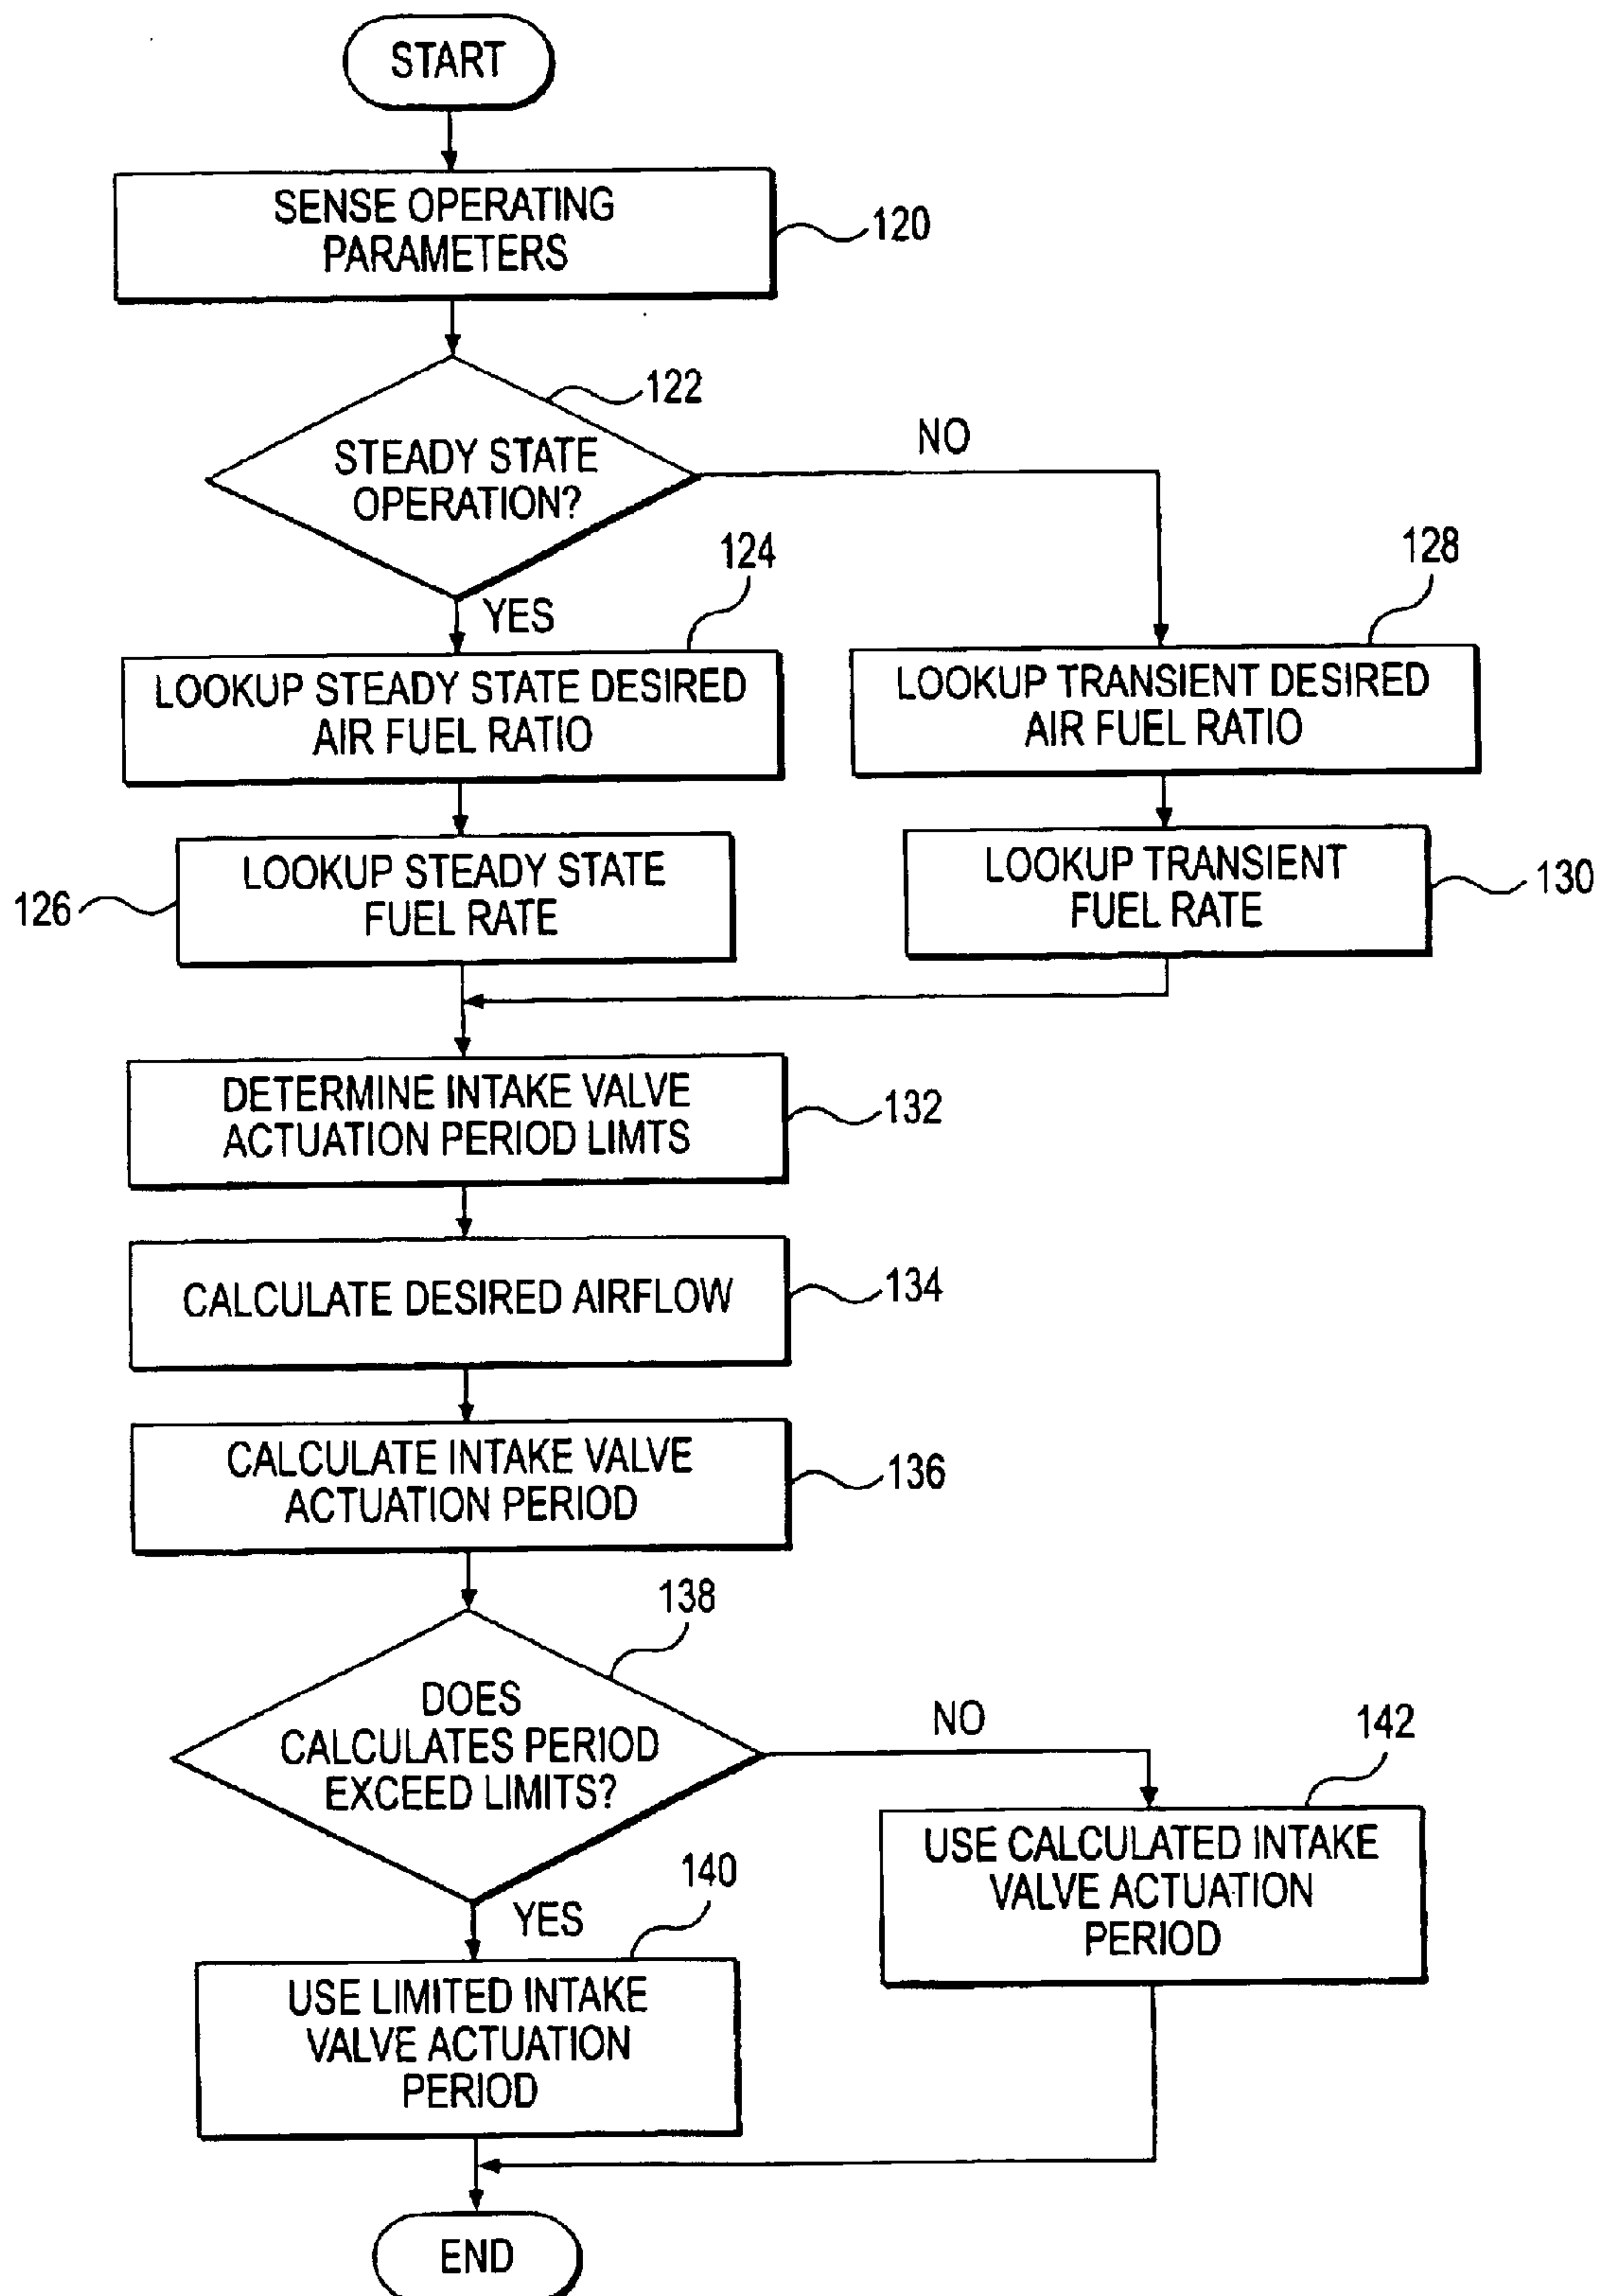 START
SENSE OPERATING
PARAMETERS
120
122
STEADY STATE
OPERATION?
NO
YES
124
LOOKUP STEADY STATE DESIRED
AIR FUEL RATIO
128
LOOKUP TRANSIENT DESIRED
AIR FUEL RATIO
126
LOOKUP STEADY STATE
FUEL RATE
LOOKUP TRANSIENT
FUEL RATE
130
DETERMINE INTAKE VALVE
ACTUATION PERIOD LIMTS
132
CALCULATE DESIRED AIRFLOW
134
CALCULATE INTAKE VALVE
ACTUATION PERIOD
136
138
DOES
CALCULATES PERIOD
EXCEED LIMITS?
NO
YES
142
USE CALCULATED INTAKE
VALVE ACTUATION
PERIOD
140
USE LIMITED INTAKE
VALVE ACTUATION
PERIOD
END